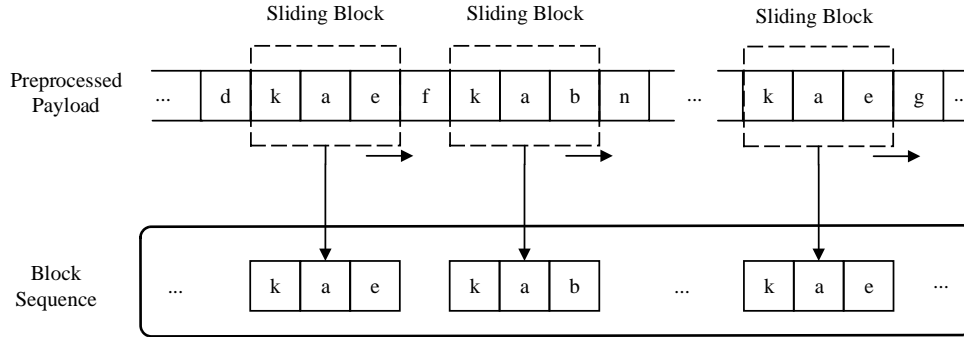 Sliding Block Sliding Block Sliding Block
Preprocessed
Payload
... d k a e f k a b n ... k a e g ...
Block
Sequence
... k a e k a b ... k a e ...